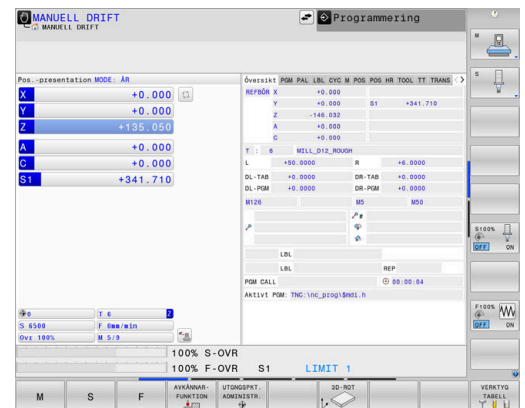 MANUELL DRIFT
MANUELL DRIFT
Programmering
Pos.-presentation MODE: ÄR
X +0.000
Y +0.000
Z +135.050
A +0.000
C +0.000
S1 +341.710
0
T 6 Z
S 6500 F 0mm/min
Ovr 100% M 5/9
Översikt PGM PAL LBL CYC M POS POS HR TOOL TT TRANS
REFBÖR X +0.000
Y +0.000 S1 +341.710
Z -146.032
A +0.000
C +0.000
T : 6 MILL_D12_ROUGH
L +50.0000 R +6.0000
DL-TAB +0.0000 DR-TAB +0.0000
DL-PGM +0.0000 DR-PGM +0.0000
M126 M5 M50
P
P#
LBL
LBL REP
PGM CALL 00:00:04
Aktivt PGM: TNC:\nc_prog\$mdi.h
100% S-OVR
100% F-OVR S1 LIMIT 1
M
S
F
AVKÄNNAR-
FUNKTION
UTGNGSPKT.
ADMINISTR.
3D-ROT
VERKTYG
TABELL
M
S
S100%
OFF ON
F100%
OFF ON